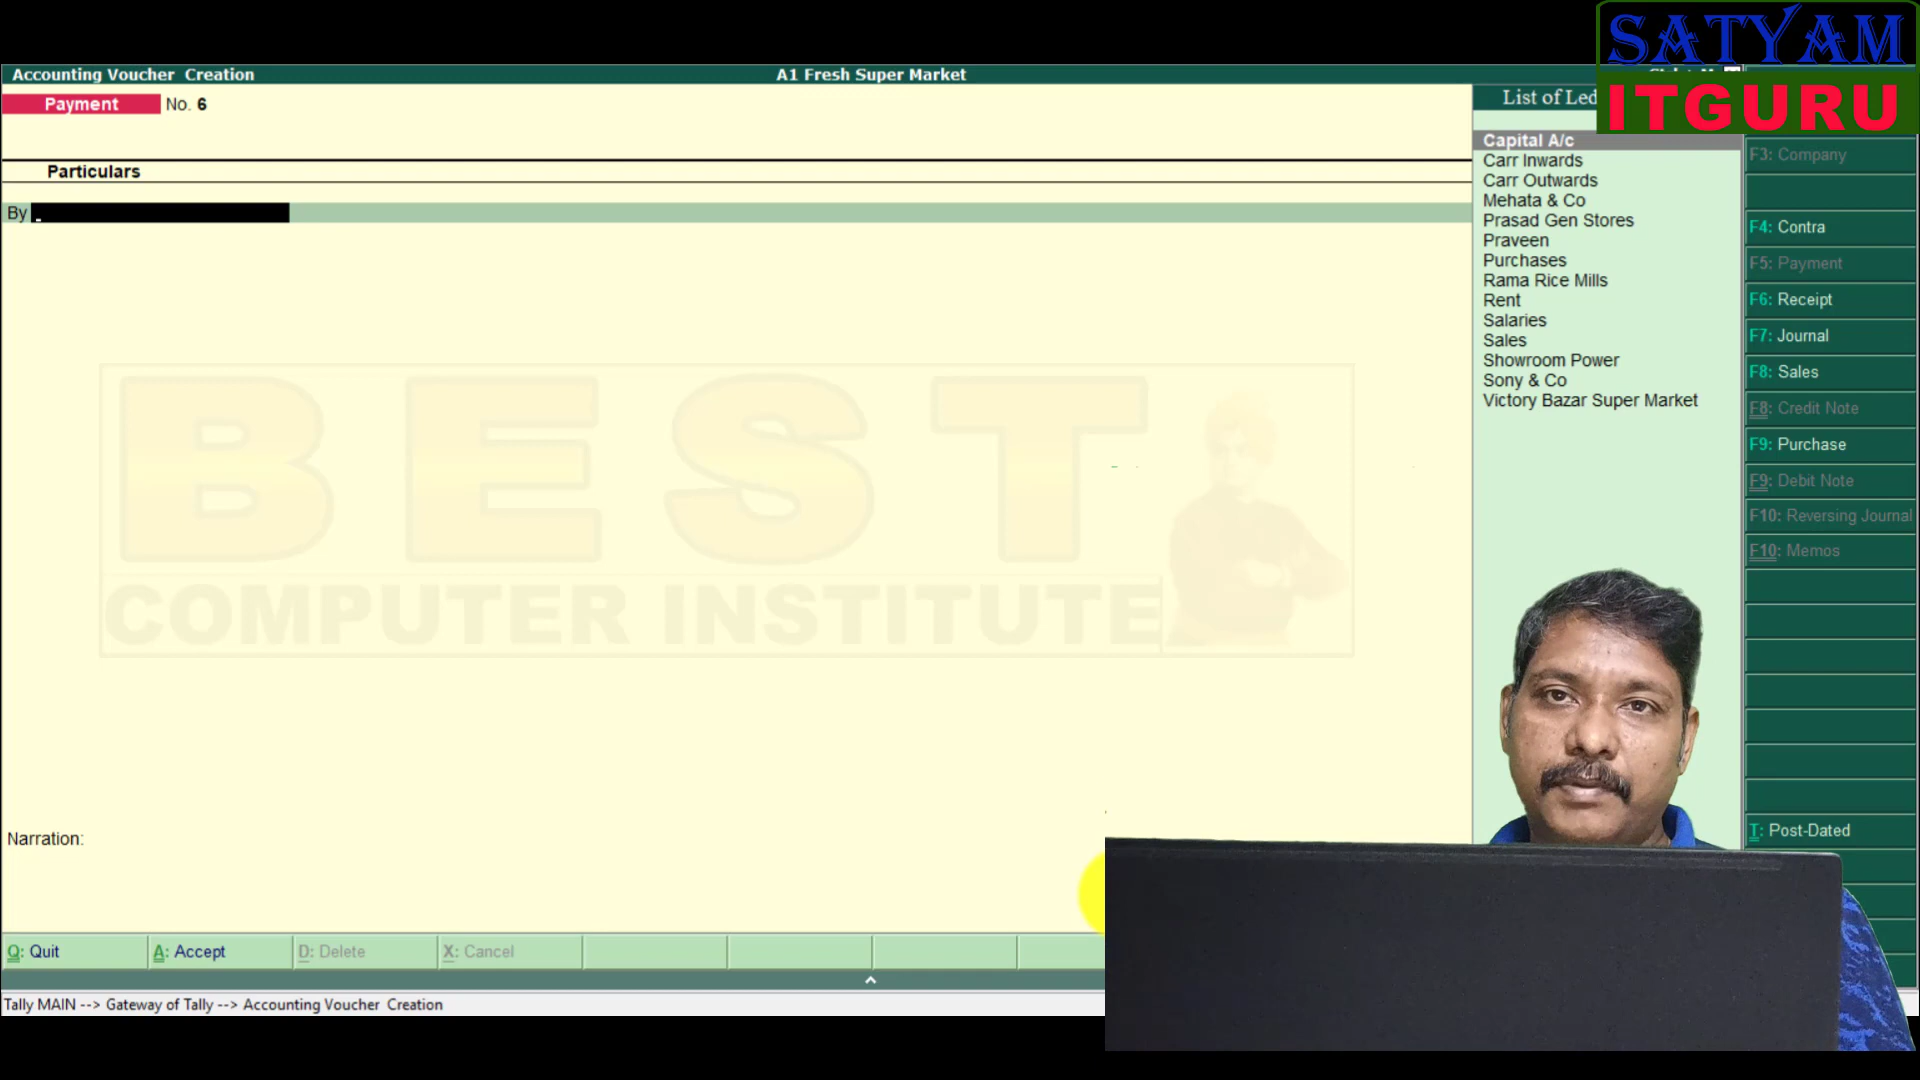 SATYAM
ITGURU
Accounting Voucher Creation
A1 Fresh Super Market
Payment No. 6
List of Led
Particulars
By
Capital A/c
Carr Inwards
Carr Outwards
Mehata & Co
Prasad Gen Stores
Praveen
Purchases
Rama Rice Mills
Rent
Salaries
Sales
Showroom Power
Sony & Co
Victory Bazar Super Market
F3: Company
F4: Contra
F5: Payment
F6: Receipt
F7: Journal
F8: Sales
F8: Credit Note
F9: Purchase
F9: Debit Note
F10: Reversing Journal
F10: Memos
T: Post-Dated
BEST
COMPUTER INSTITUTE
Narration:
Q: Quit
A: Accept
D: Delete
X: Cancel
Tally MAIN --> Gateway of Tally --> Accounting Voucher Creation